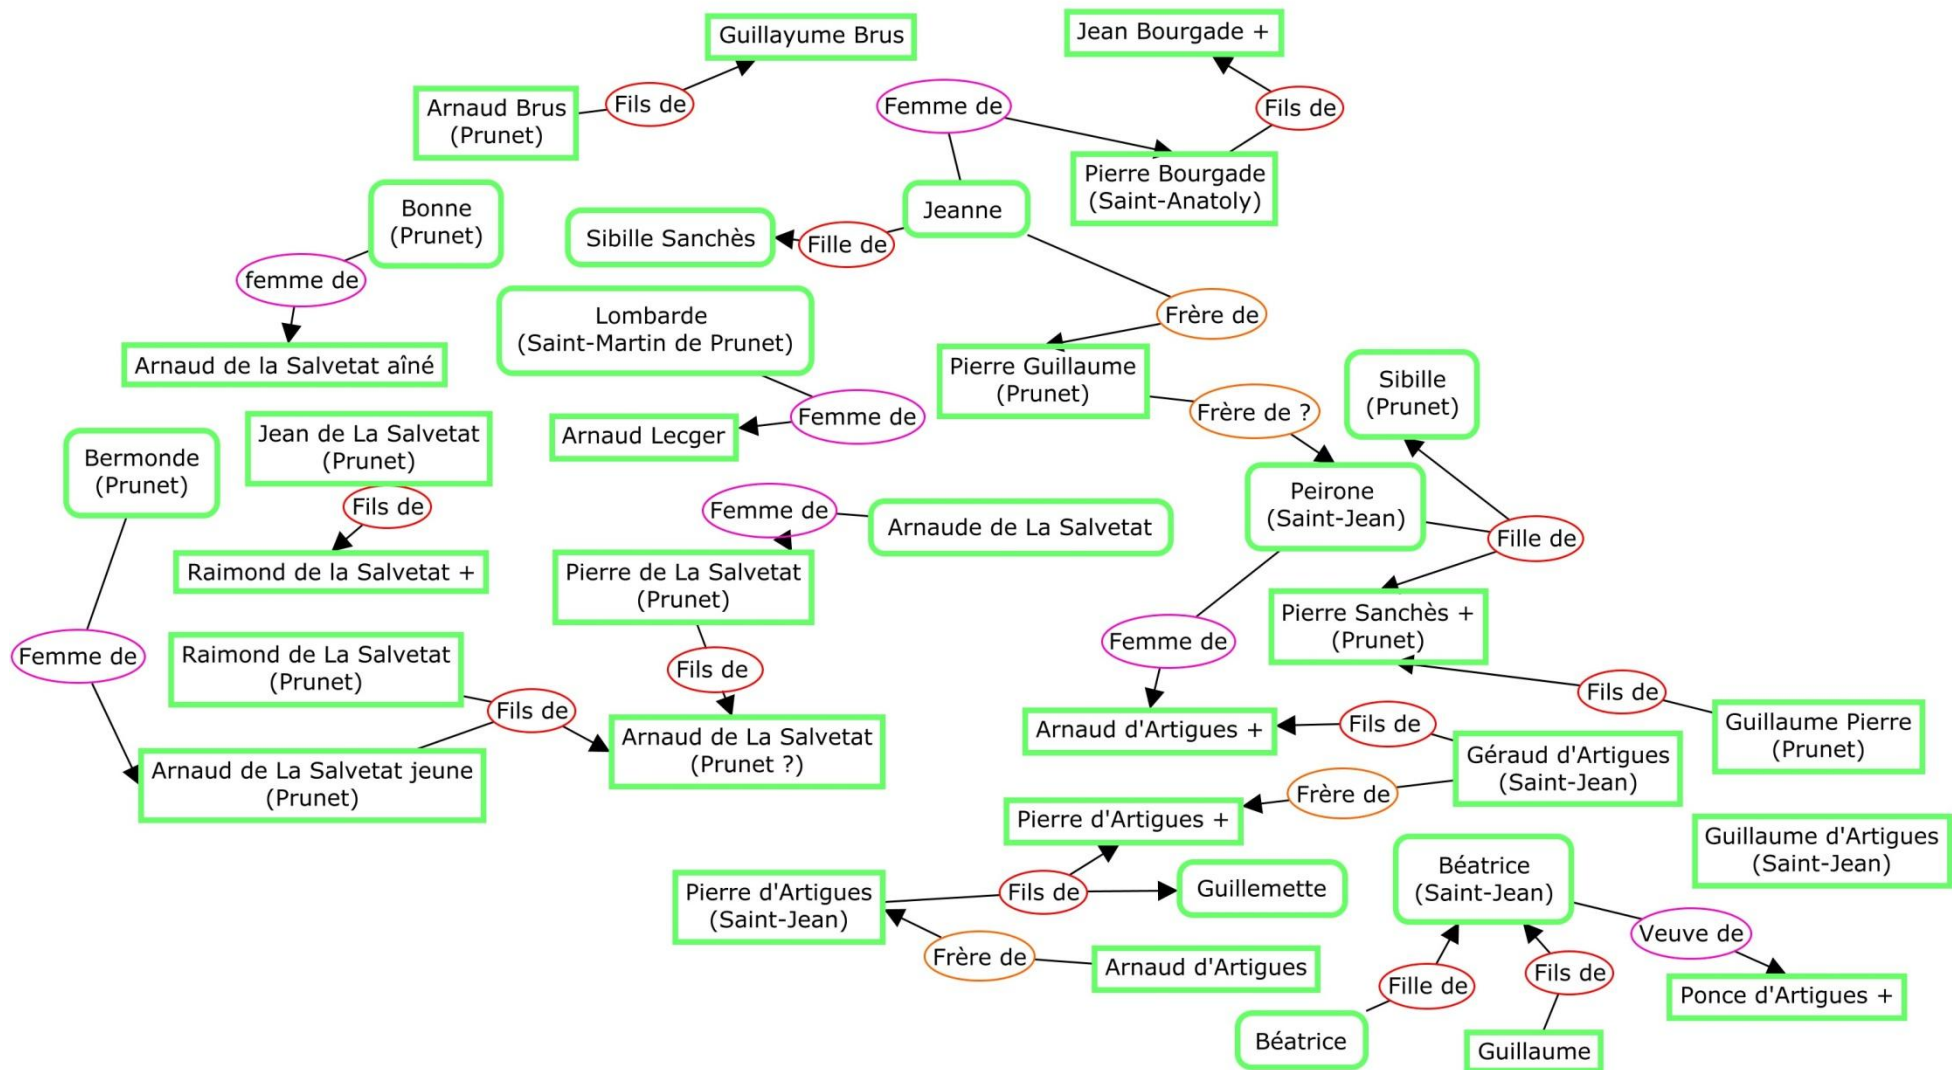 Guillayume Brus
Jean Bourgade +
Arnaud Brus
(Prunet)
Fils de
Femme de
Fils de
Pierre Bourgade
(Saint-Anatoly)
Bonne
(Prunet)
Jeanne
Sibille Sanchès
Fille de
femme de
Lombarde
(Saint-Martin de Prunet)
Frère de
Arnaud de la Salvetat aîné
Pierre Guillaume
(Prunet)
Sibille
(Prunet)
Femme de
Frère de ?
Arnaud Lecger
Jean de La Salvetat
(Prunet)
Bermonde
(Prunet)
Fils de
Femme de
Arnaude de La Salvetat
Peirone
(Saint-Jean)
Fille de
Raimond de la Salvetat +
Pierre de La Salvetat
(Prunet)
Pierre Sanchès +
(Prunet)
Femme de
Femme de
Raimond de La Salvetat
(Prunet)
Fils de
Fils de
Fils de
Arnaud d'Artigues +
Fils de
Guillaume Pierre
(Prunet)
Arnaud de La Salvetat
(Prunet ?)
Arnaud de La Salvetat jeune
(Prunet)
Géraud d'Artigues
(Saint-Jean)
Frère de
Pierre d'Artigues +
Guillaume d'Artigues
(Saint-Jean)
Pierre d'Artigues
(Saint-Jean)
Fils de
Guillemette
Béatrice
(Saint-Jean)
Veuve de
Frère de
Arnaud d'Artigues
Fille de
Fils de
Ponce d'Artigues +
Béatrice
Guillaume